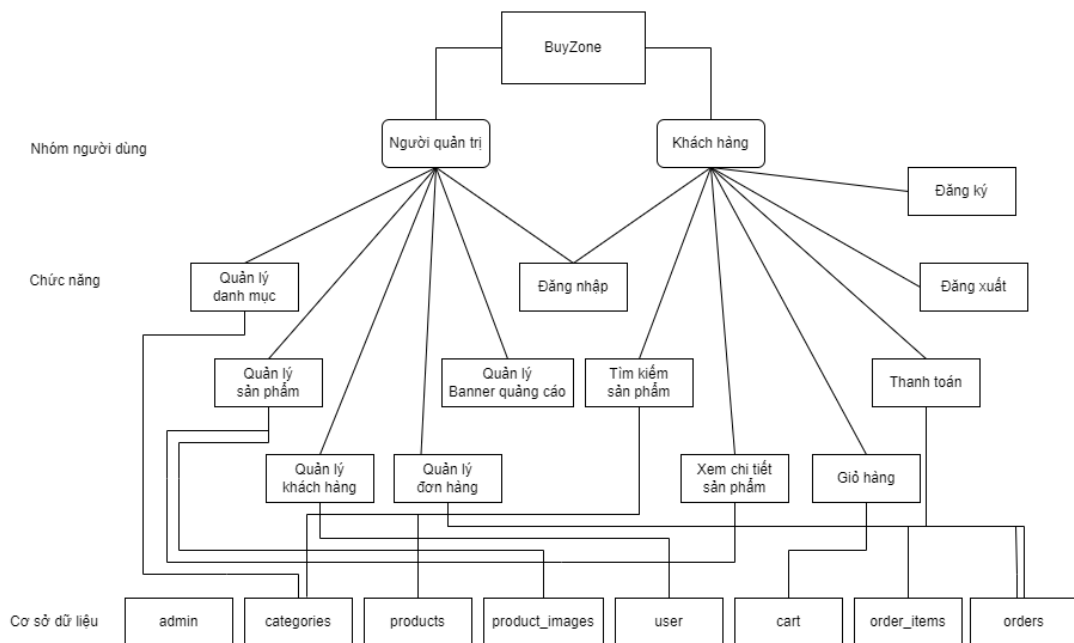 BuyZone
Nhóm người dùng
Người quản trị
Khách hàng
Đăng ký
Chức năng
Quản lý
danh mục
Đăng nhập
Đăng xuất
Quản lý
sản phẩm
Quản lý
Banner quảng cáo
Tìm kiếm
sản phẩm
Thanh toán
Quản lý
khách hàng
Quản lý
đơn hàng
Xem chi tiết
sản phẩm
Giỏ hàng
Cơ sở dữ liệu
admin
categories
products
product_images
user
cart
order_items
orders